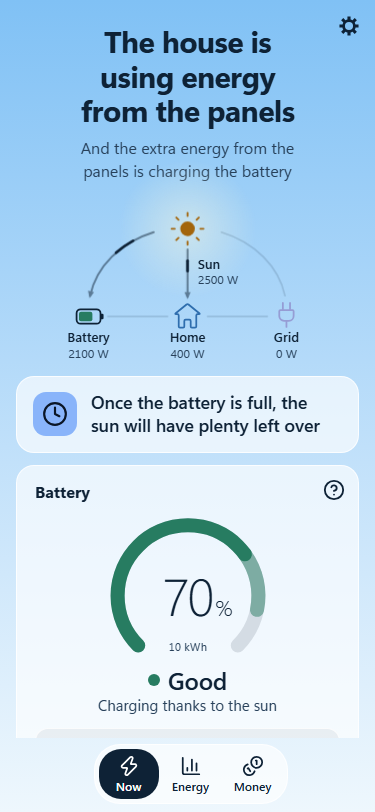 The house is
using energy
from the panels
And the extra energy from the
panels is charging the battery
Sun
2500 W
Battery
2100 W
Home
400 W
Grid
0 W
Once the battery is full, the
sun will have plenty left over
Battery
70%
10 kWh
Good
Charging thanks to the sun
Now
Energy
Money